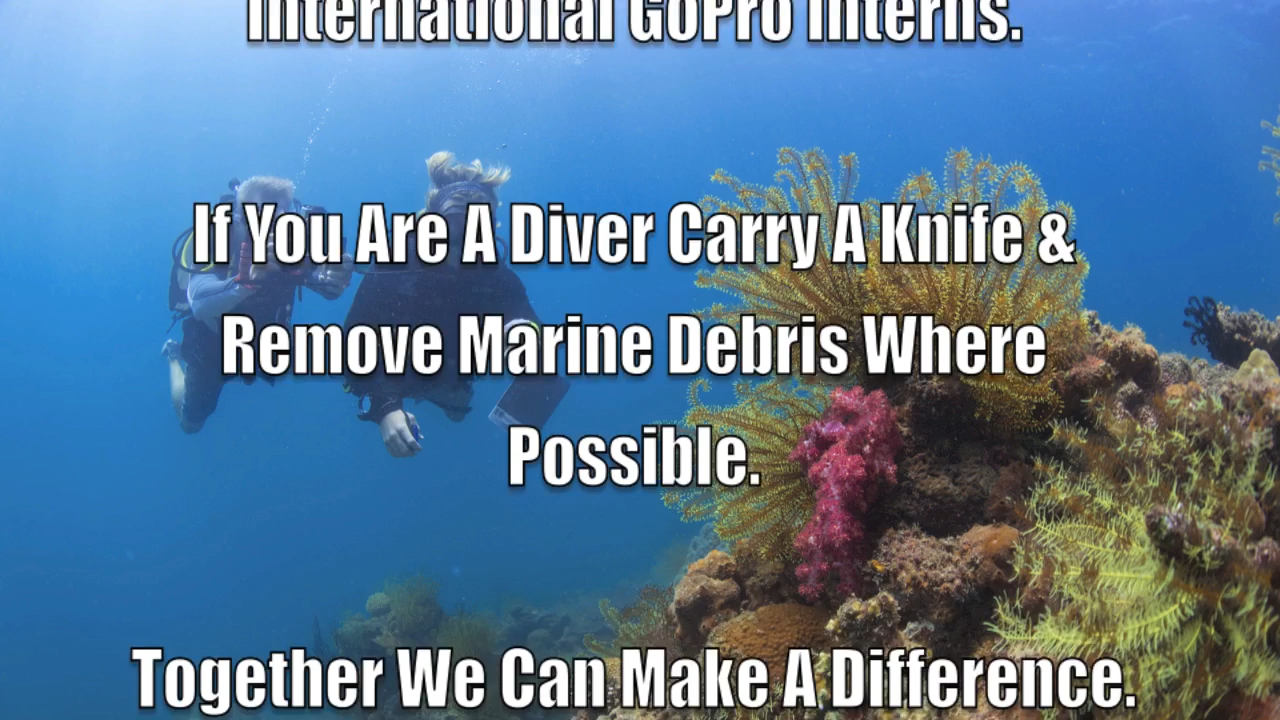 International GoPro Interns.
If You Are A Diver Carry A Knife &
Remove Marine Debris Where
Possible.
Together We Can Make A Difference.